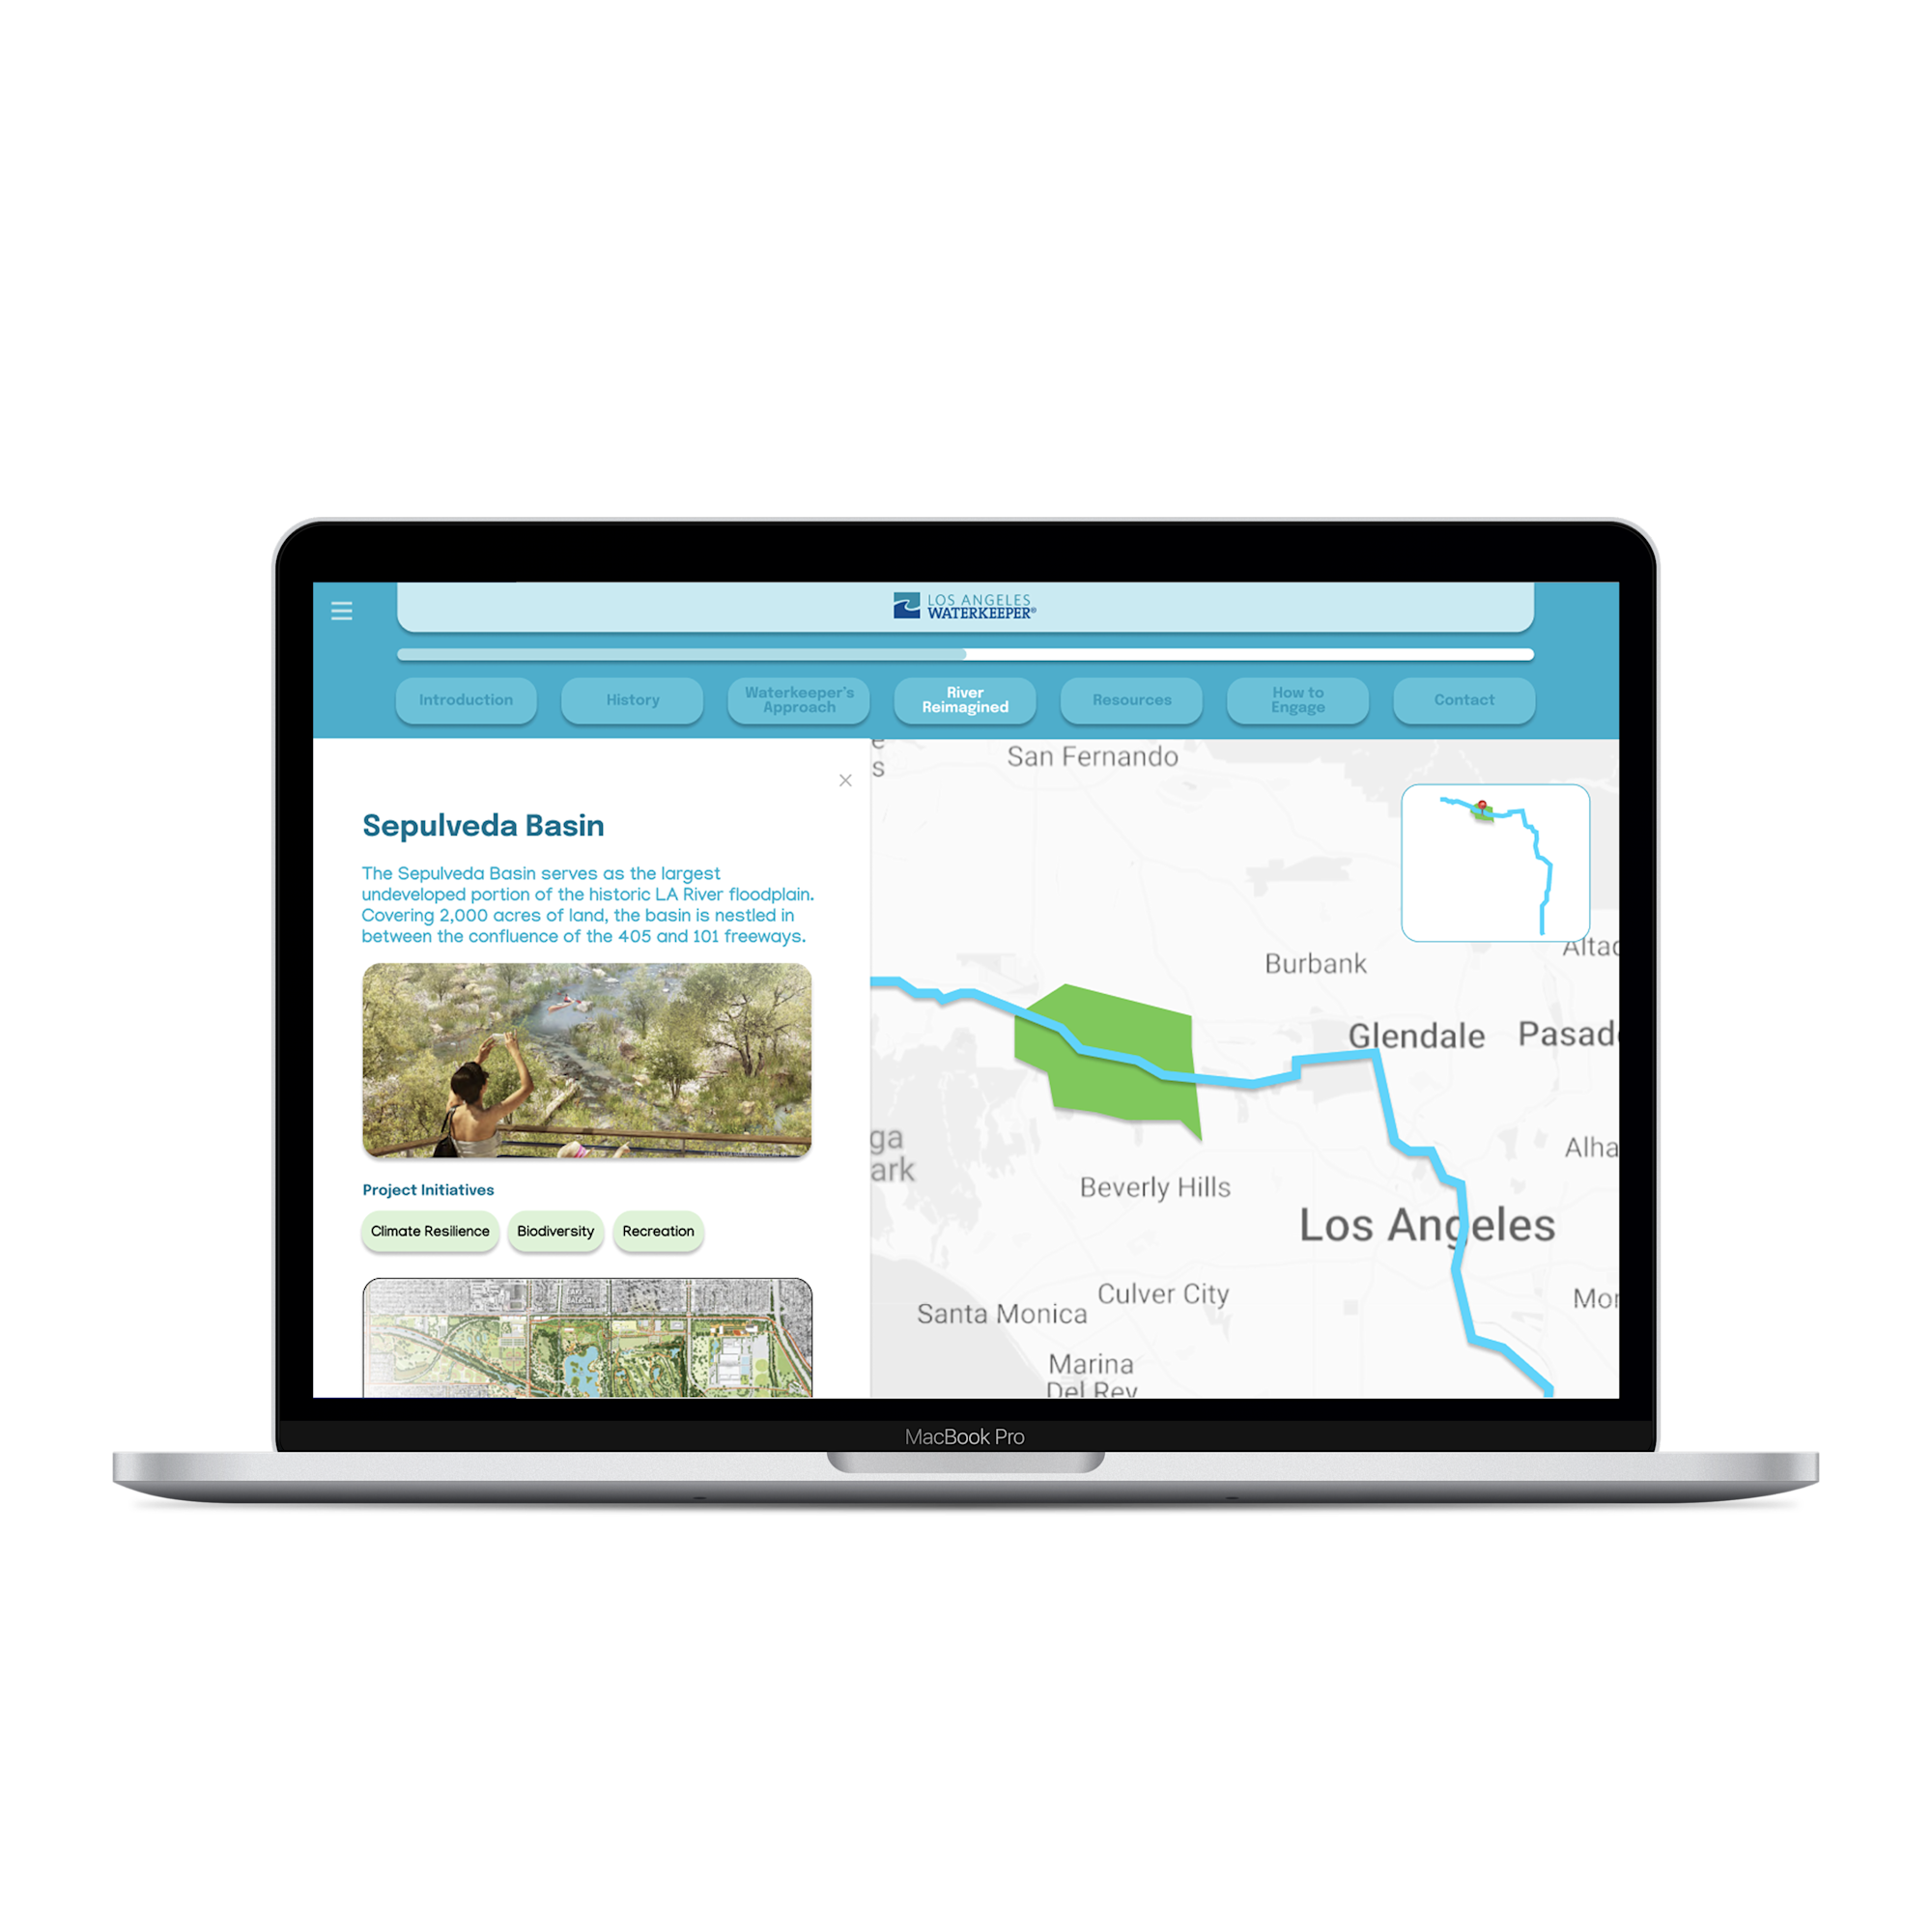 LOS ANGELES
WATERKEEPER®
Introduction
History
Waterkeeper's
Approach
River
Reimagined
Resources
How to
Engage
Contact
Sepulveda Basin
The Sepulveda Basin serves as the largest
undeveloped portion of the historic LA River floodplain.
Covering 2,000 acres of land, the basin is nestled in
between the confluence of the 405 and 101 freeways.
Project Initiatives
Climate Resilience
Biodiversity
Recreation
e
s
San Fernando
Altad
Burbank
Glendale
Pasad
ga
ark
Alha
Beverly Hills
Los Angeles
Culver City
Santa Monica
Mor
Marina
Del Rey
MacBook Pro